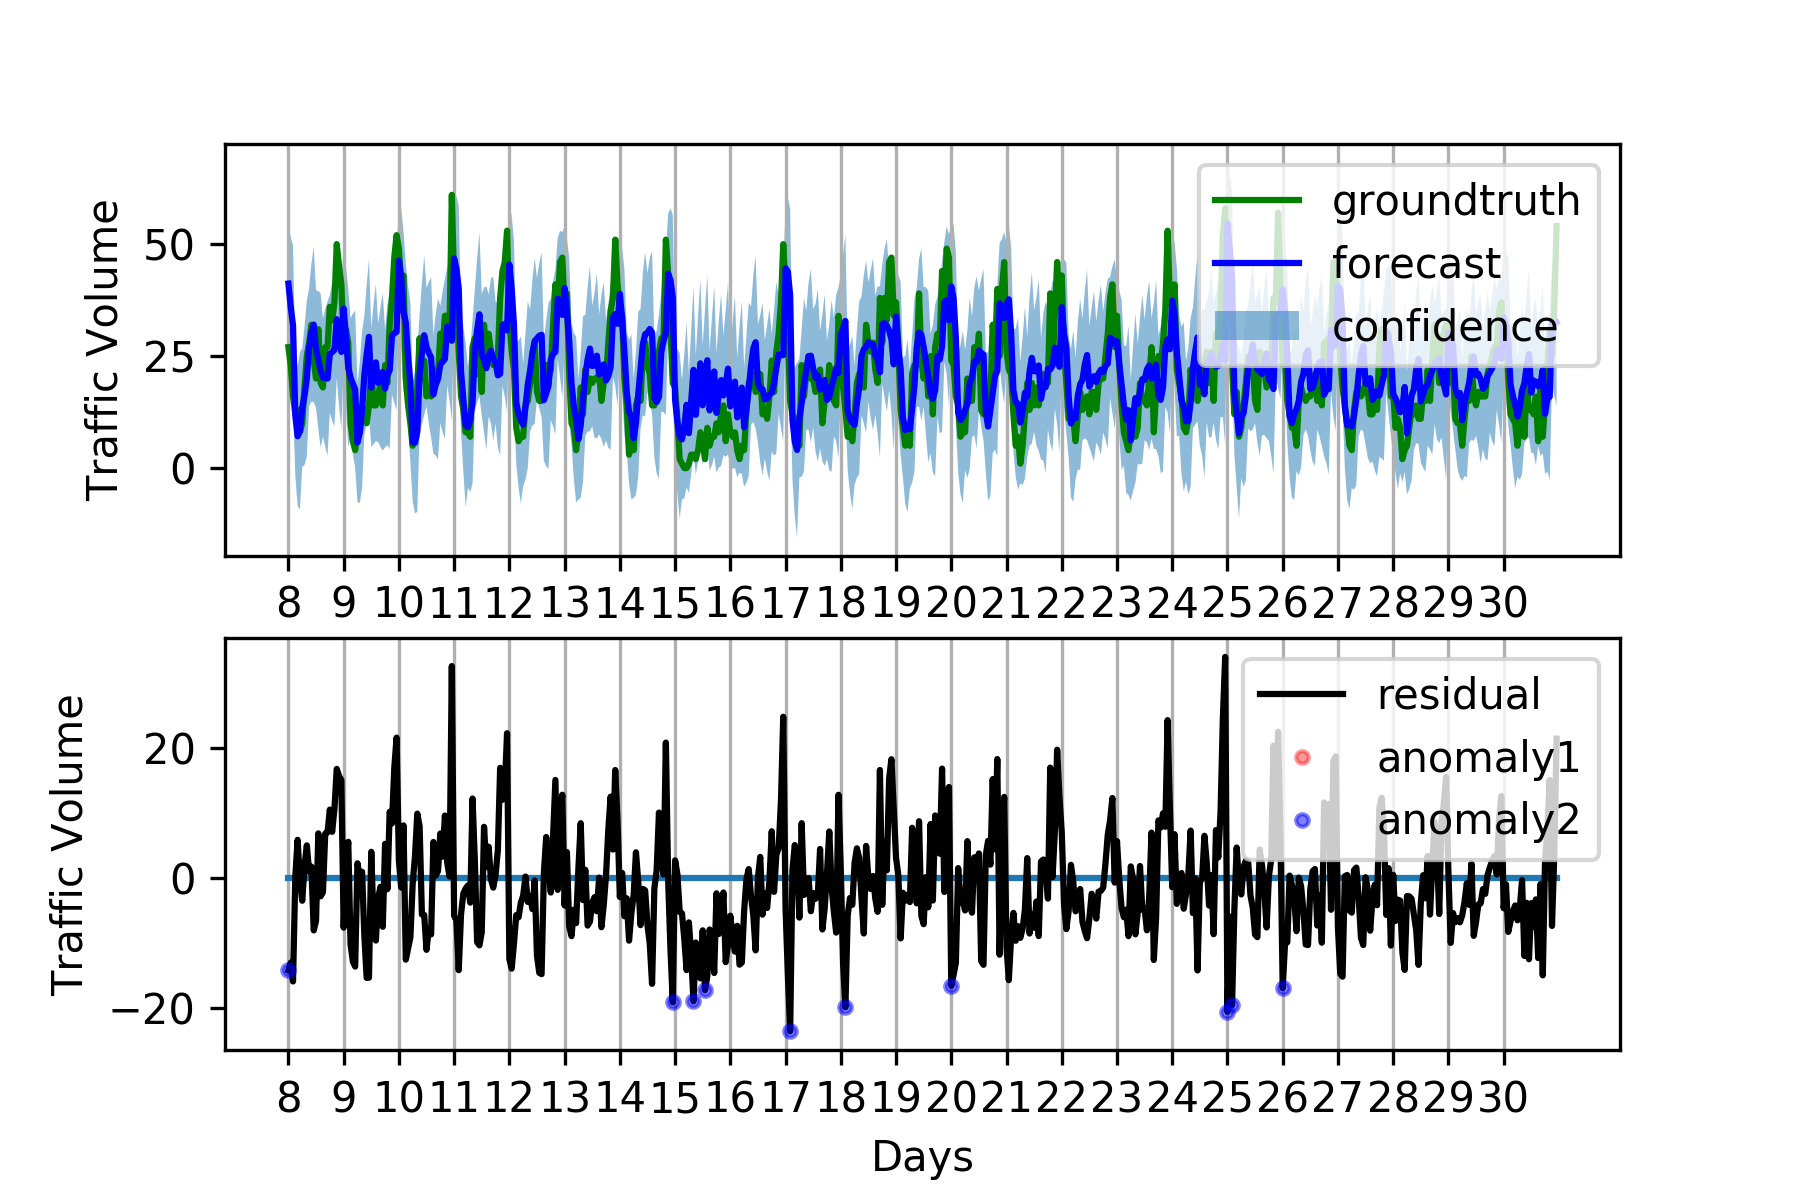 Traffic Volume
50
25
0
groundtruth
forecast
confidence
8 9 10 11 12 13 14 15 16 17 18 19 20 21 22 23 24 25 26 27 28 29 30
Traffic Volume
20
0
−20
residual
anomaly1
anomaly2
8 9 10 11 12 13 14 15 16 17 18 19 20 21 22 23 24 25 26 27 28 29 30
Days